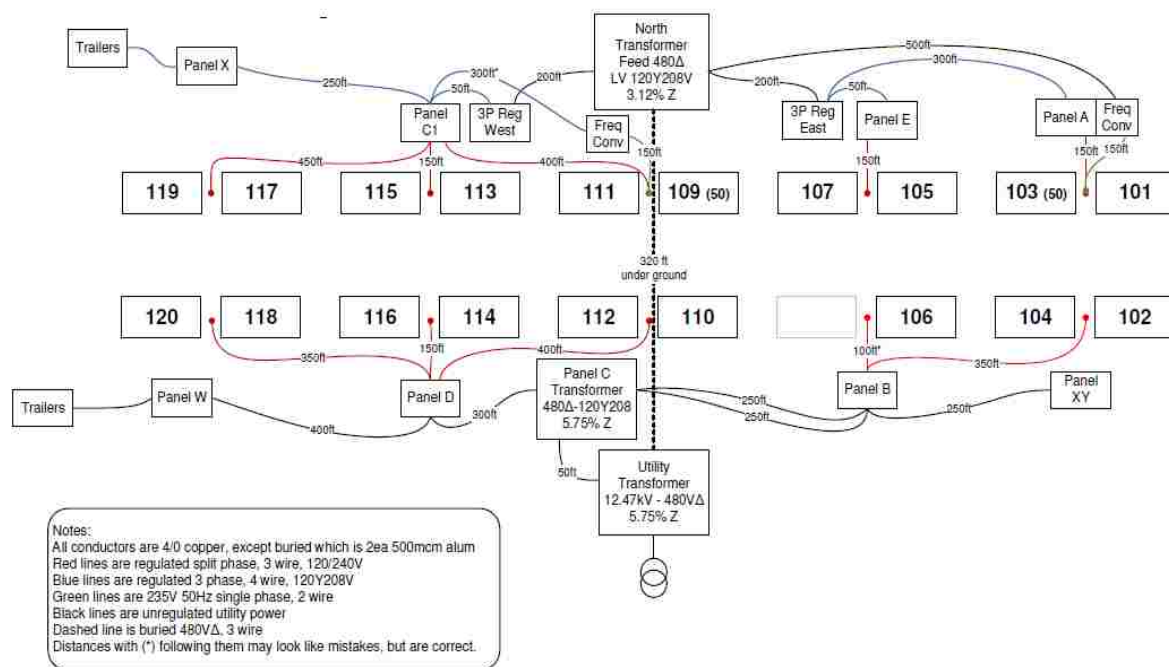 North
Transformer
Feed 480Δ
LV 120Y208V
3.12% Z
Trailers
Panel X
250ft
300ft*
50ft
200ft
500ft
300ft
200ft
50ft
Panel
C1
3P Reg
West
Freq
Conv
3P Reg
East
Panel E
Panel A
Freq
Conv
450ft
150ft
400ft
150ft
150ft
150ft
150ft
119
117
115
113
111
109 (50)
107
105
103 (50)
101
320 ft
under ground
120
118
116
114
112
110
106
104
102
350ft
150ft
400ft
100ft*
350ft
Trailers
Panel W
400ft
Panel D
300ft
Panel C
Transformer
480Δ-120Y208
5.75% Z
250ft
250ft
Panel B
250ft
Panel
XY
50ft
Utility
Transformer
12.47kV - 480VΔ
5.75% Z
Notes:
All conductors are 4/0 copper, except buried which is 2ea 500mcm alum
Red lines are regulated split phase, 3 wire, 120/240V
Blue lines are regulated 3 phase, 4 wire, 120Y208V
Green lines are 235V 50Hz single phase, 2 wire
Black lines are unregulated utility power
Dashed line is buried 480VΔ, 3 wire
Distances with (*) following them may look like mistakes, but are correct.